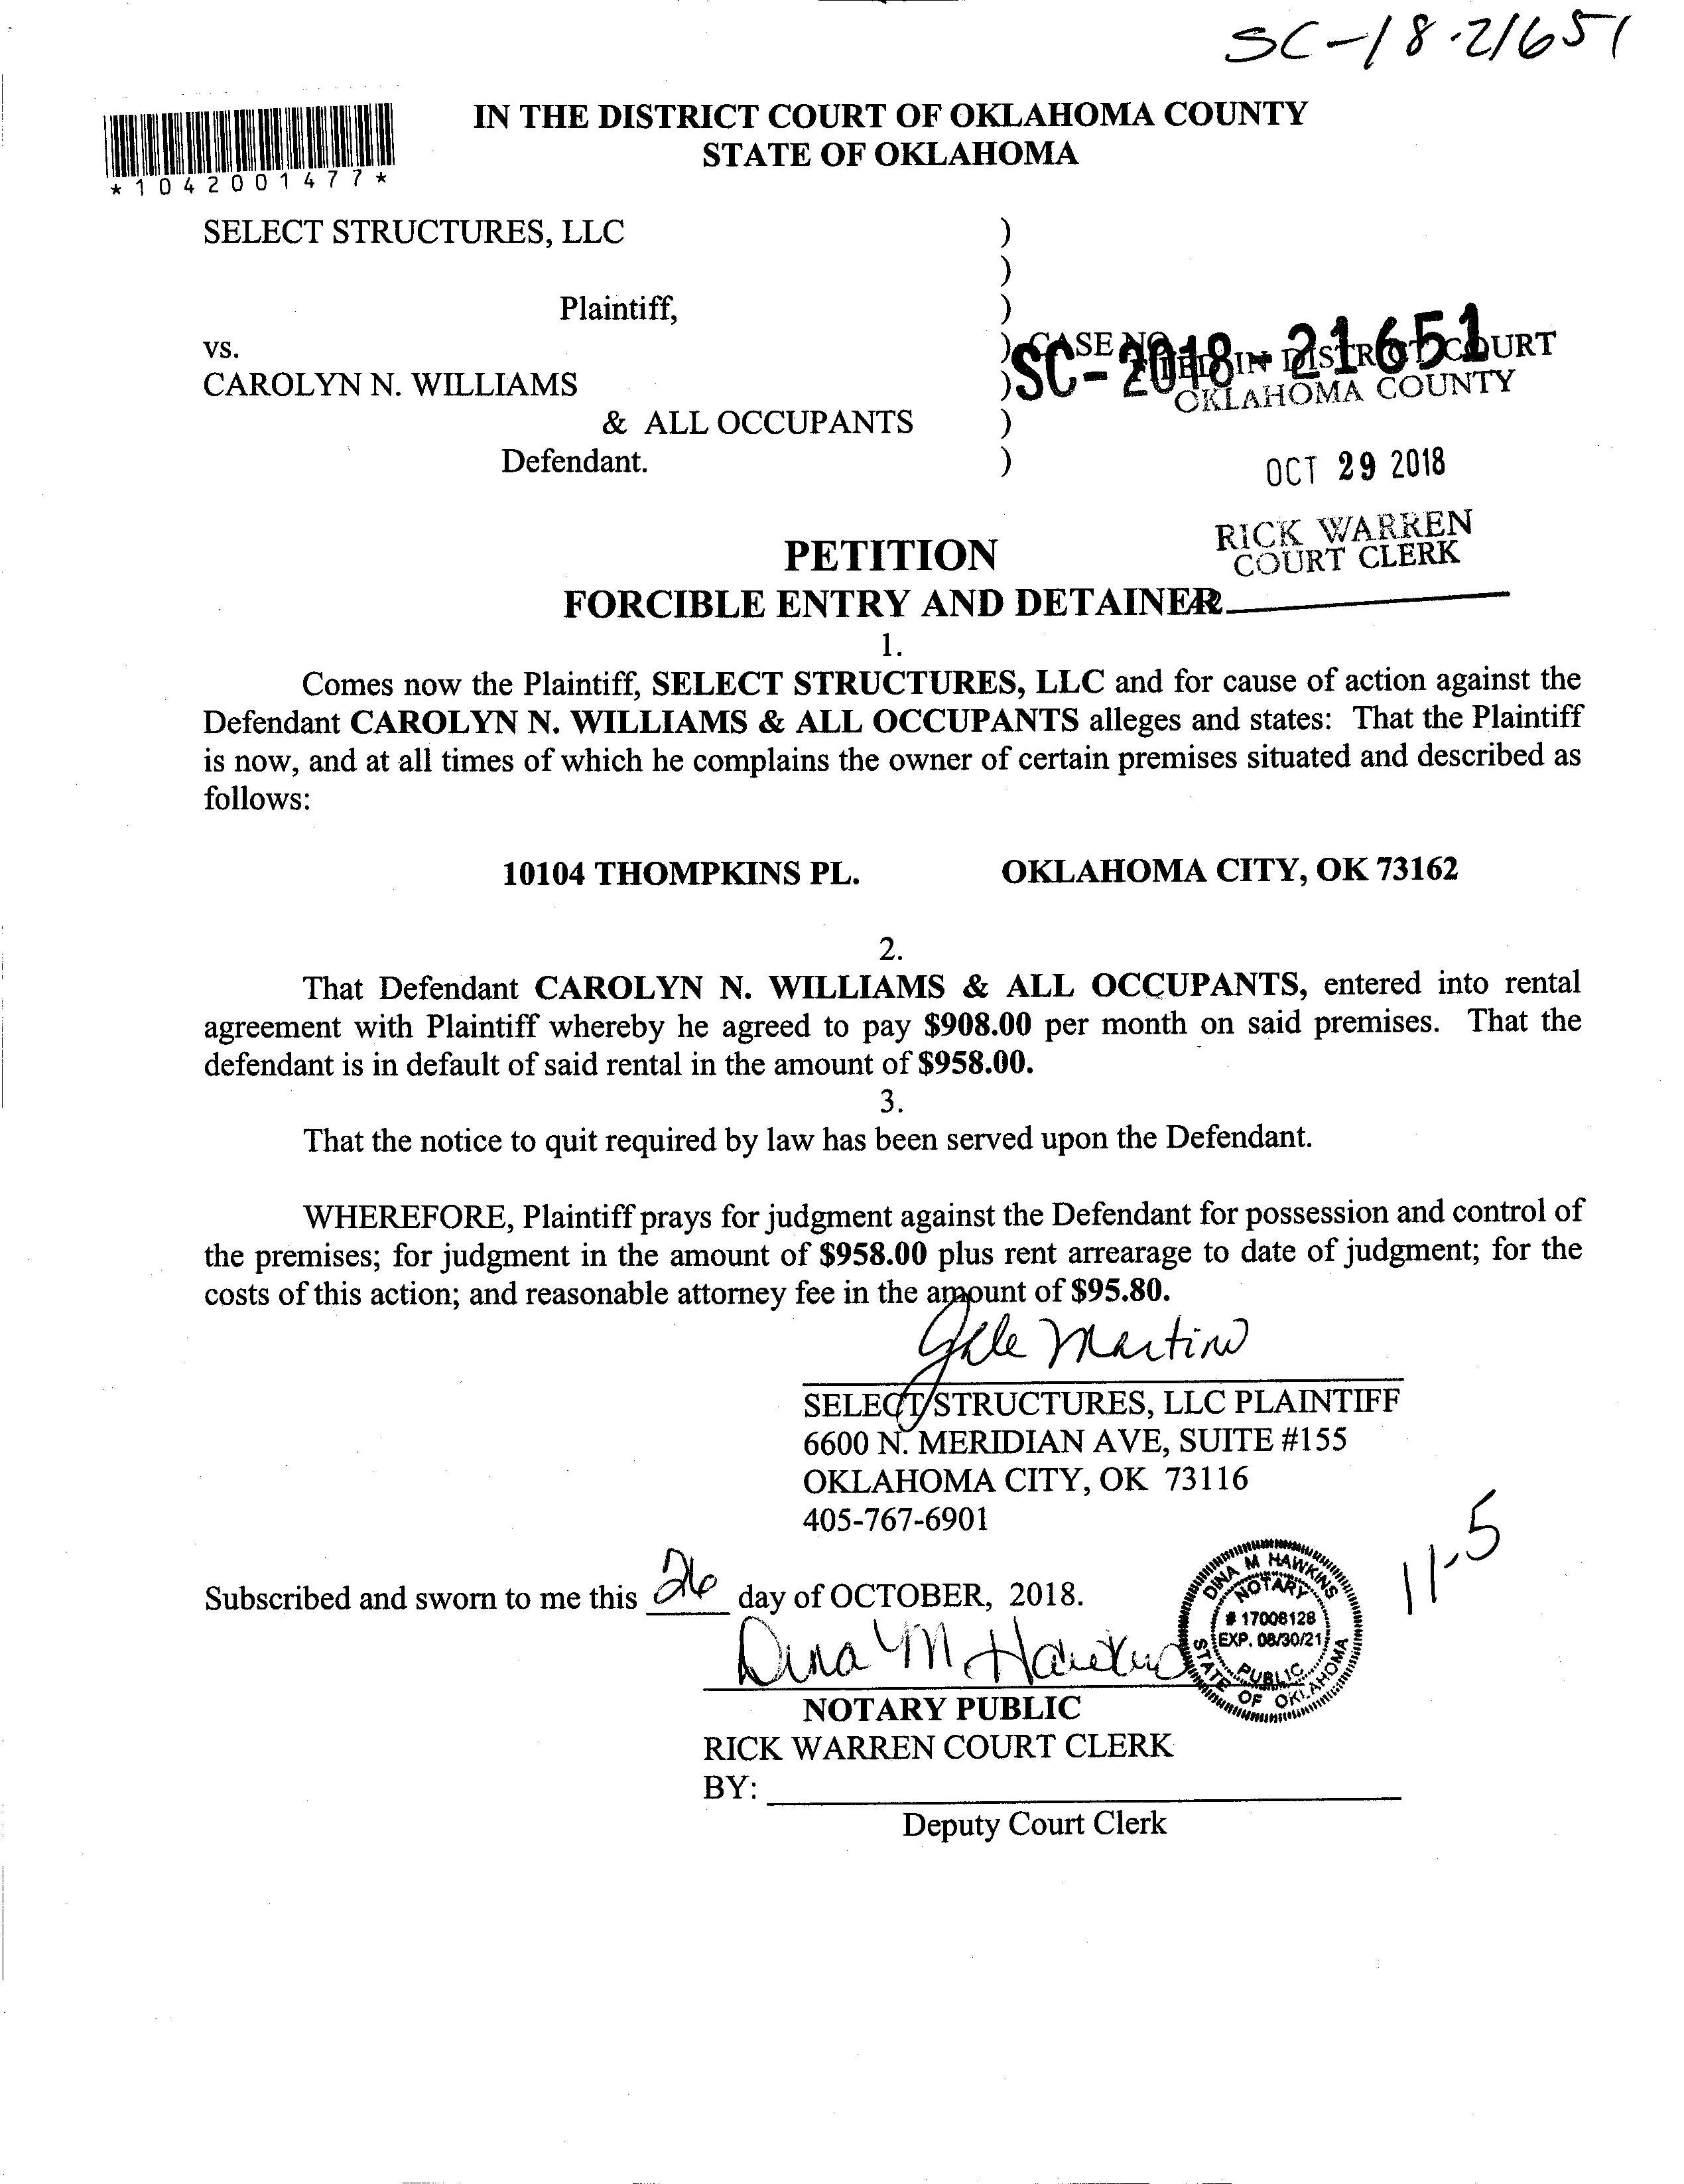 SC-18-21651
*1042001477*
IN THE DISTRICT COURT OF OKLAHOMA COUNTY
STATE OF OKLAHOMA
SELECT STRUCTURES, LLC )
)
Plaintiff, )
vs. ) CASE NO.
SC-2018-21651
FILED IN DISTRICT COURT
CAROLYN N. WILLIAMS )
OKLAHOMA COUNTY
& ALL OCCUPANTS )
Defendant. )
OCT 29 2018
RICK WARREN
COURT CLERK
PETITION
FORCIBLE ENTRY AND DETAINER
1.
Comes now the Plaintiff, SELECT STRUCTURES, LLC and for cause of action against the
Defendant CAROLYN N. WILLIAMS & ALL OCCUPANTS alleges and states: That the Plaintiff
is now, and at all times of which he complains the owner of certain premises situated and described as
follows:
10104 THOMPKINS PL. OKLAHOMA CITY, OK 73162
2.
That Defendant CAROLYN N. WILLIAMS & ALL OCCUPANTS, entered into rental
agreement with Plaintiff whereby he agreed to pay $908.00 per month on said premises. That the
defendant is in default of said rental in the amount of $958.00.
3.
That the notice to quit required by law has been served upon the Defendant.
WHEREFORE, Plaintiff prays for judgment against the Defendant for possession and control of
the premises; for judgment in the amount of $958.00 plus rent arrearage to date of judgment; for the
costs of this action; and reasonable attorney fee in the amount of $95.80.
Martin
SELECT STRUCTURES, LLC PLAINTIFF
6600 N. MERIDIAN AVE, SUITE #155
OKLAHOMA CITY, OK 73116
405-767-6901
11-5
Subscribed and sworn to me this 26 day of OCTOBER, 2018.
Dina M Hawkins
DINA M HAWKINS
NOTARY
# 17008128
EXP. 08/30/21
PUBLIC
STATE OF OKLAHOMA
NOTARY PUBLIC
RICK WARREN COURT CLERK
BY:
Deputy Court Clerk